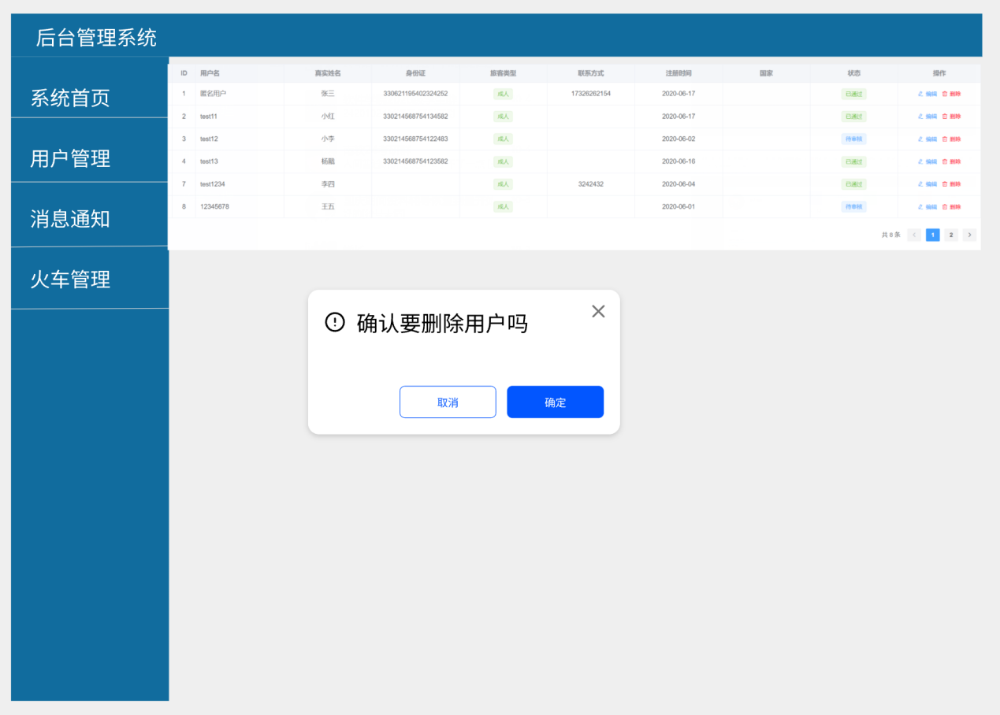 后台管理系统
系统首页
用户管理
消息通知
火车管理
ID 用户名 真实姓名 身份证 旅客类型 联系方式 注册时间 国家 状态 操作
1 匿名用户 张三 330621195402324252 成人 17326262154 2020-06-17 已通过 编辑 删除
2 test11 小红 330214568754134582 成人 2020-06-17 已通过 编辑 删除
3 test12 小李 330214568754122483 成人 2020-06-02 待审核 编辑 删除
4 test13 杨戬 330214568754123582 成人 2020-06-16 已通过 编辑 删除
7 test1234 李四 成人 3242432 2020-06-04 已通过 编辑 删除
8 12345678 王五 成人 2020-06-01 待审核 编辑 删除
共 8 条 1 2
确认要删除用户吗
取消 确定